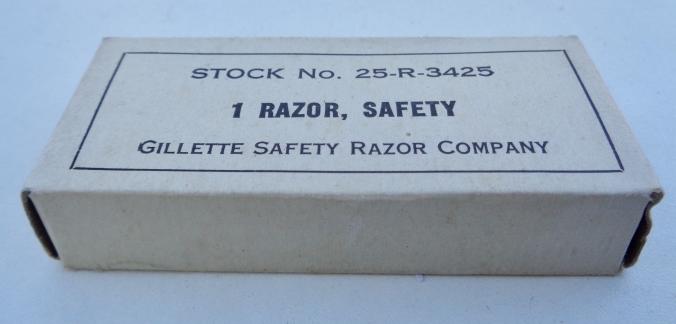 STOCK No. 25-R-3425
1 RAZOR, SAFETY
GILLETTE SAFETY RAZOR COMPANY